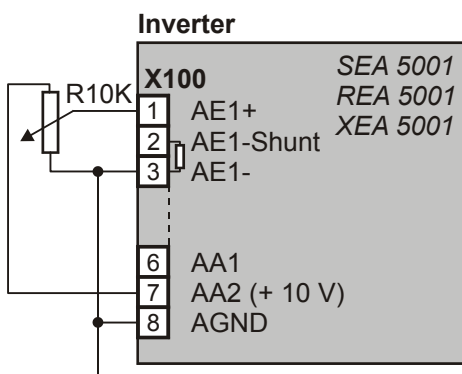 Inverter
X100
SEA 5001
REA 5001
XEA 5001
R10K
1 AE1+
2 AE1-Shunt
3 AE1-
6 AA1
7 AA2 (+ 10 V)
8 AGND